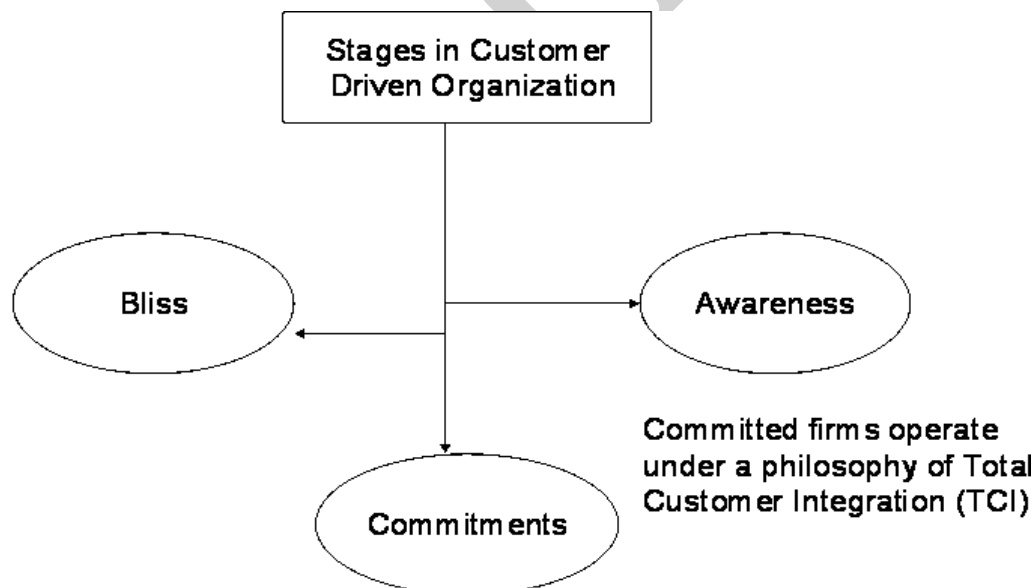 Stages in Customer
Driven Organization
Bliss
Awareness
Commitments
Committed firms operate
under a philosophy of Total
Customer Integration (TCI)